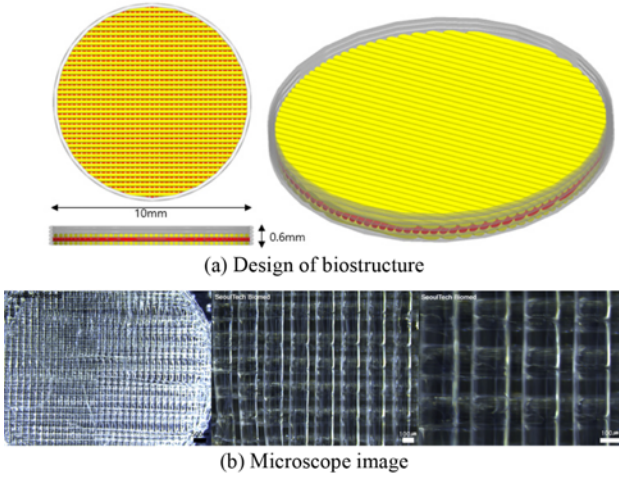 10mm
0.6mm
(a) Design of biostructure
SeoulTech Biomed
SeoulTech Biomed
(b) Microscope image